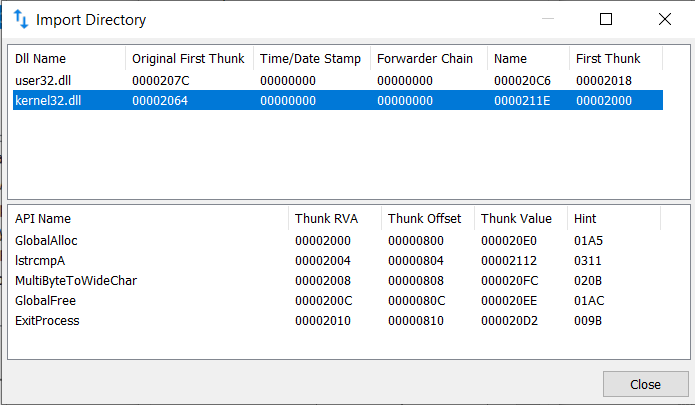 Import Directory
Dll Name Original First Thunk Time/Date Stamp Forwarder Chain Name First Thunk
user32.dll 0000207C 00000000 00000000 000020C6 00002018
kernel32.dll 00002064 00000000 00000000 0000211E 00002000
API Name Thunk RVA Thunk Offset Thunk Value Hint
GlobalAlloc 00002000 00000800 000020E0 01A5
lstrcmpA 00002004 00000804 00002112 0311
MultiByteToWideChar 00002008 00000808 000020FC 020B
GlobalFree 0000200C 0000080C 000020EE 01AC
ExitProcess 00002010 00000810 000020D2 009B
Close